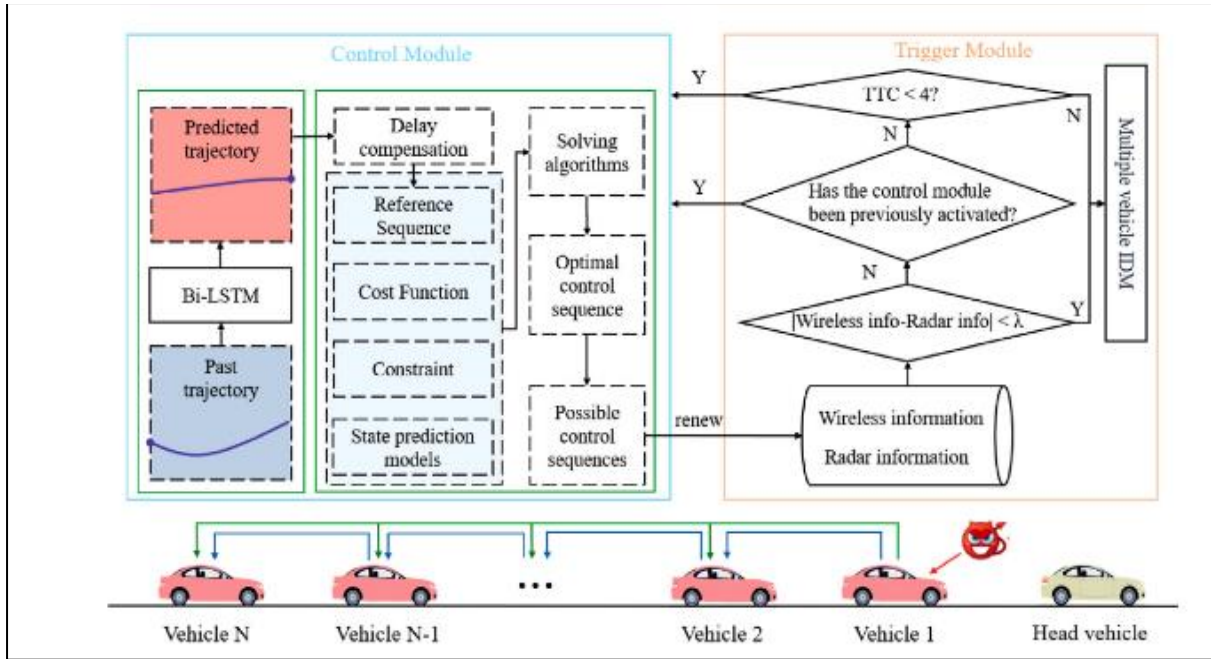 Control Module
Predicted
trajectory
Bi-LSTM
Past
trajectory
Delay
compensation
Reference
Sequence
Cost Function
Constraint
State prediction
models
Solving
algorithms
Optimal
control
sequence
Possible
control
sequences
renew
Trigger Module
Y
TTC < 4?
N
N
Y
Has the control module
been previously activated?
N
|Wireless info-Radar info| < λ
Y
Wireless information
Radar information
Multiple vehicle IDM
...
Vehicle N
Vehicle N-1
Vehicle 2
Vehicle 1
Head vehicle